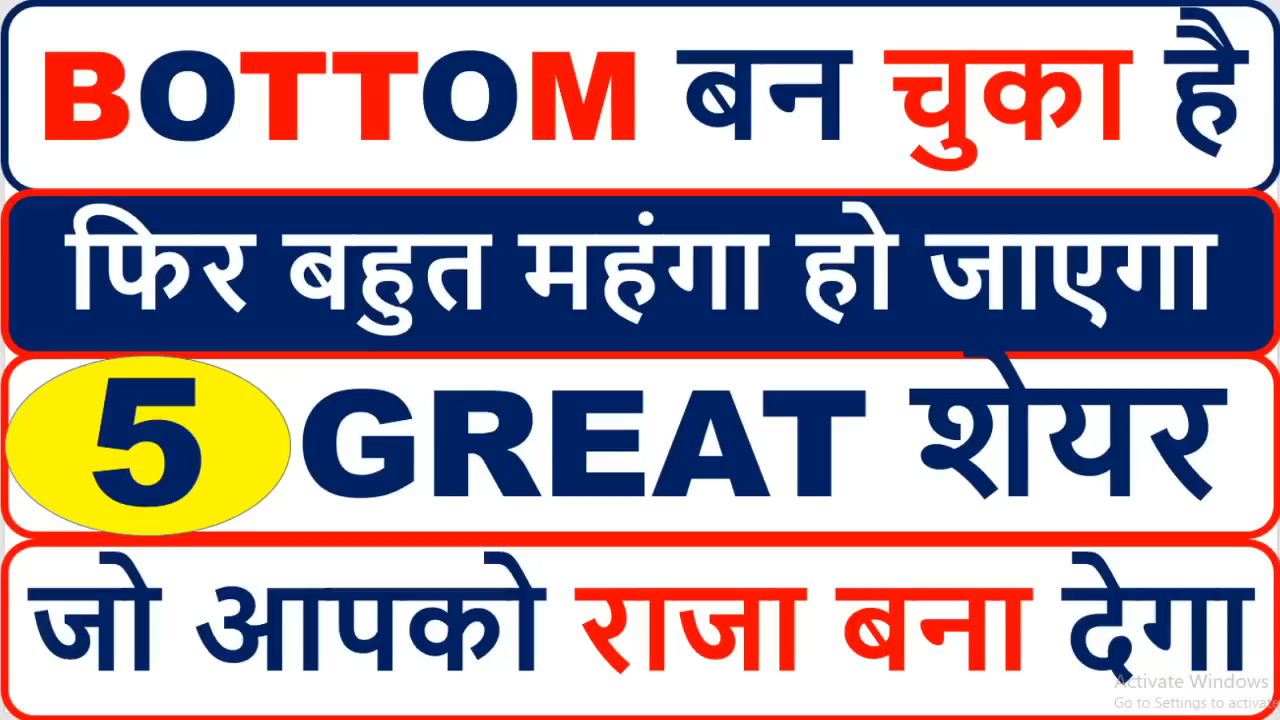 BOTTOM बन चुका है
फिर बहुत महंगा हो जाएगा
5 GREAT शेयर
जो आपको राजा बना देगा
Activate Windows
Go to Settings to activate